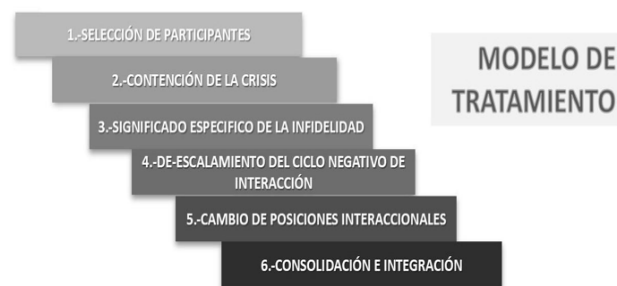 1.-SELECCIÓN DE PARTICIPANTES
2.-CONTENCIÓN DE LA CRISIS
3.-SIGNIFICADO ESPECIFICO DE LA INFIDELIDAD
4.-DE-ESCALAMIENTO DEL CICLO NEGATIVO DE
INTERACCIÓN
5.-CAMBIO DE POSICIONES INTERACCIONALES
6.-CONSOLIDACIÓN E INTEGRACIÓN
MODELO DE
TRATAMIENTO